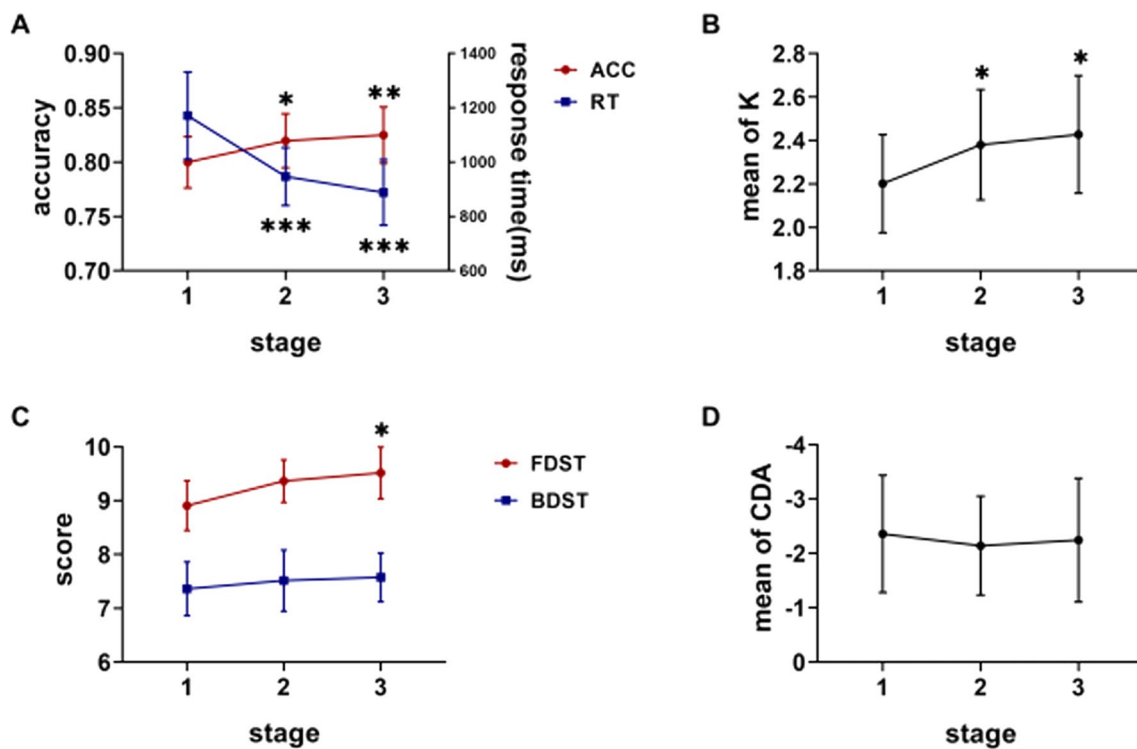 A
accuracy
0.90
0.85
0.80
0.75
0.70
1400
1200
1000
800
600
response time(ms)
*
**
***
***
1 2 3
stage
ACC
RT
B
mean of K
2.8
2.6
2.4
2.2
2.0
1.8
*
*
1 2 3
stage
C
score
10
9
8
7
6
*
1 2 3
stage
FDST
BDST
D
mean of CDA
-4
-3
-2
-1
0
1 2 3
stage